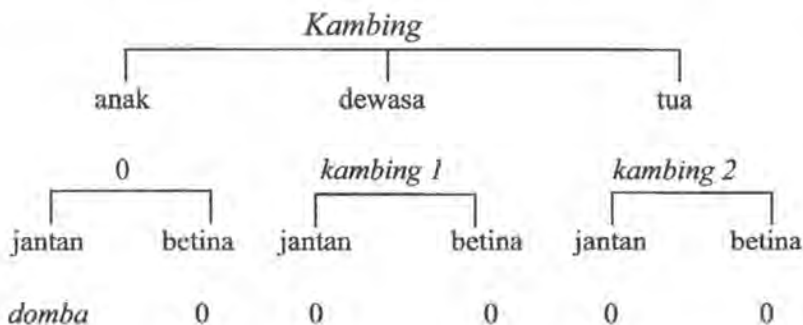 Kambing
anak dewasa tua
0 kambing 1 kambing 2
jantan betina jantan betina jantan betina
domba 0 0 0 0 0